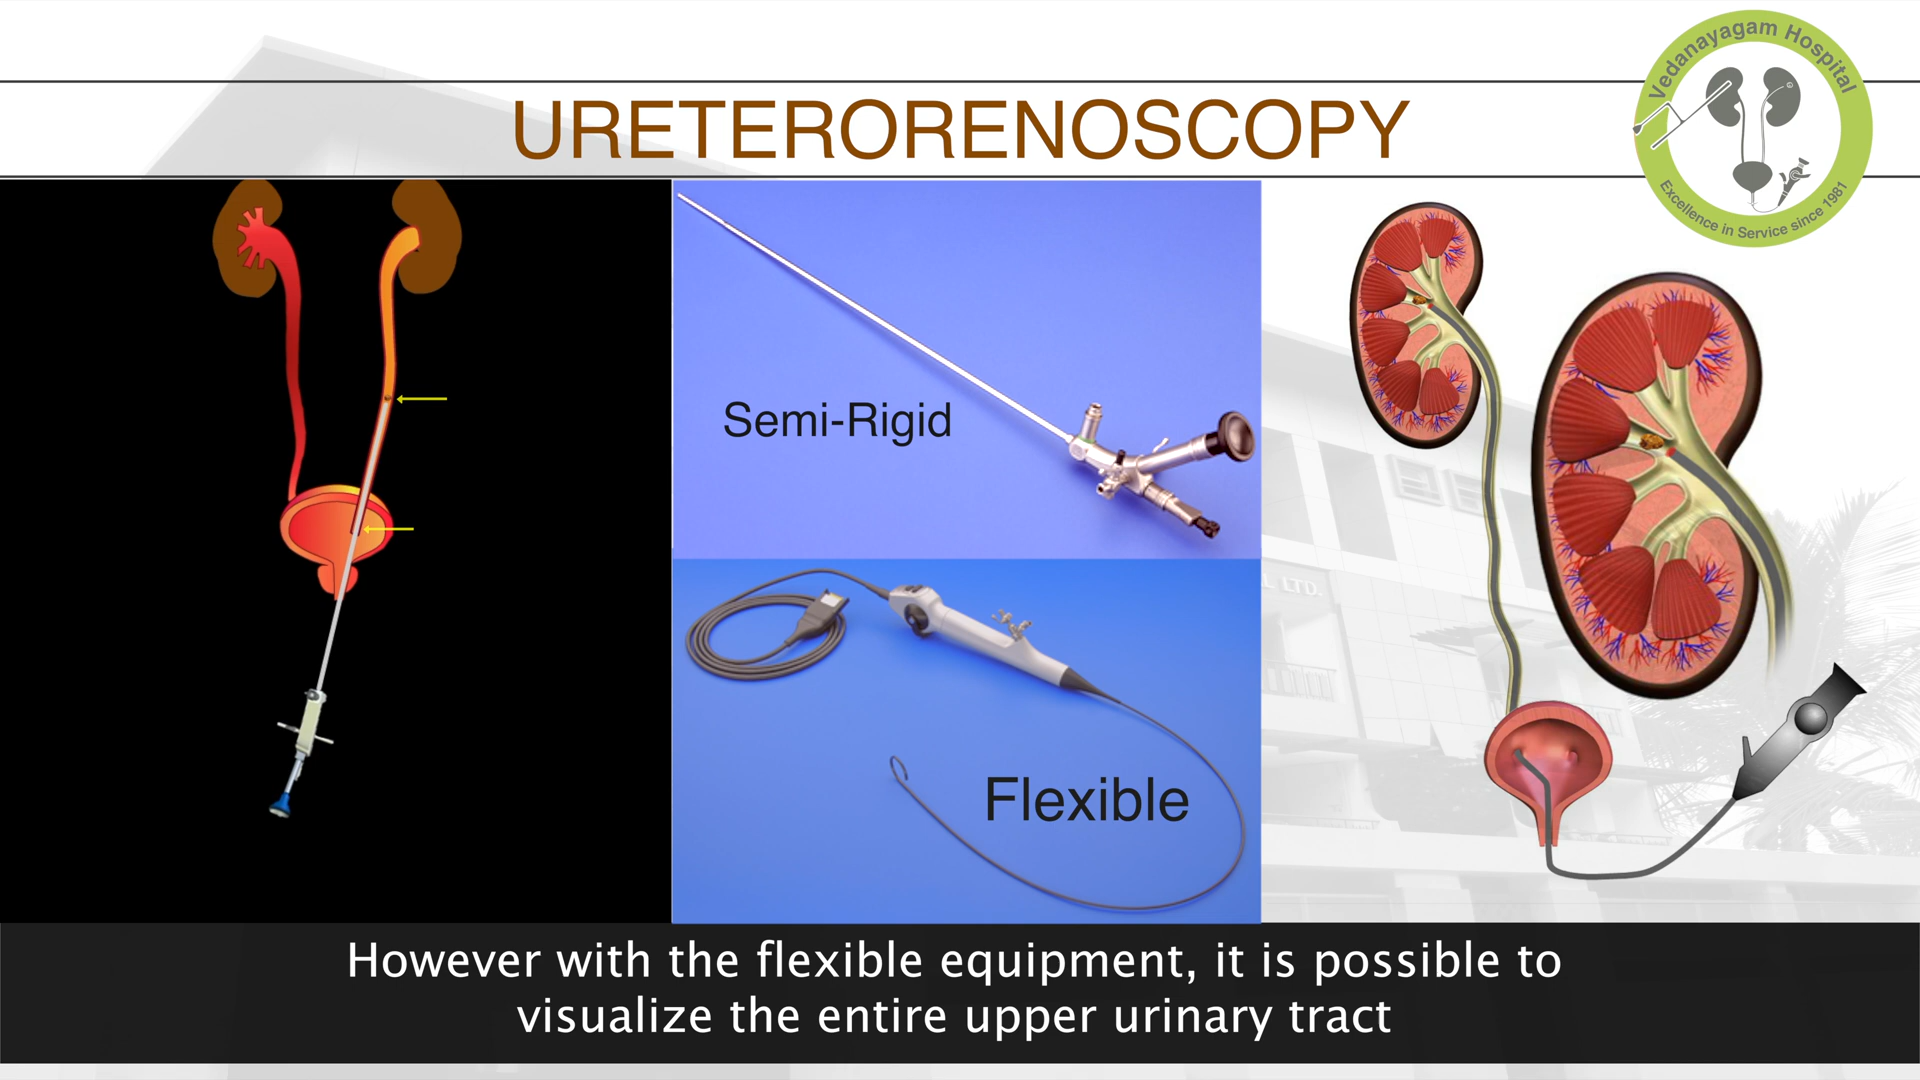 URETERORENOSCOPY
Vedanayagam Hospital
Excellence in Service since 1981
Semi-Rigid
Flexible
L LTD.
However with the flexible equipment, it is possible to
visualize the entire upper urinary tract